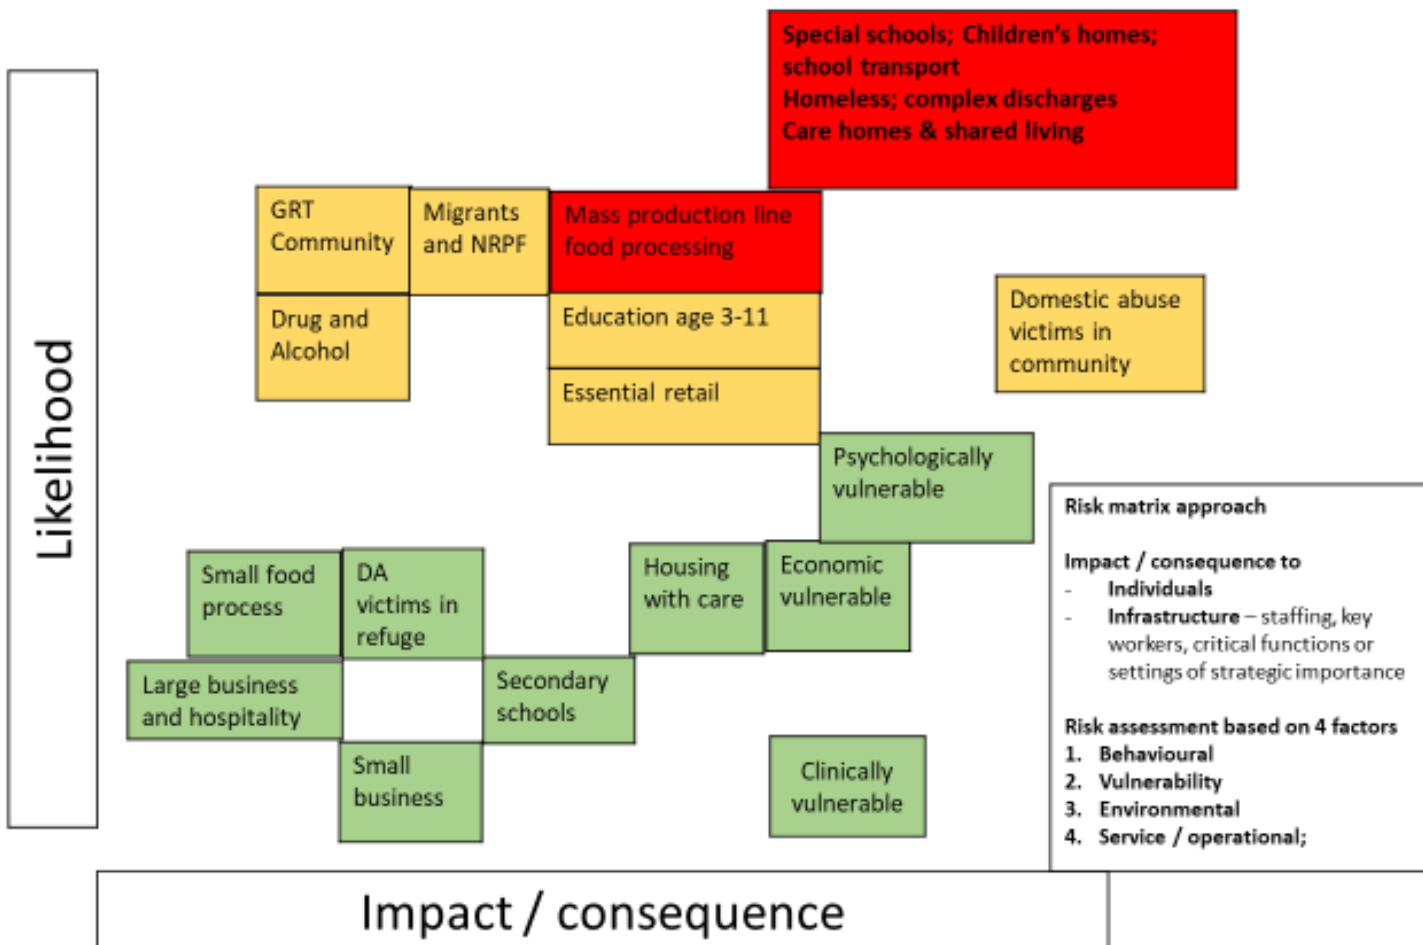 Special schools; Children's homes;
school transport
Homeless; complex discharges
Care homes & shared living
GRT
Community
Migrants
and NRPF
Mass production line
food processing
Drug and
Alcohol
Education age 3-11
Essential retail
Domestic abuse
victims in
community
Likelihood
Psychologically
vulnerable
Small food
process
DA
victims in
refuge
Housing
with care
Economic
vulnerable
Large business
and hospitality
Secondary
schools
Small
business
Clinically
vulnerable
Risk matrix approach
Impact / consequence to
- Individuals
- Infrastructure – staffing, key
workers, critical functions or
settings of strategic importance
Risk assessment based on 4 factors
1. Behavioural
2. Vulnerability
3. Environmental
4. Service / operational;
Impact / consequence